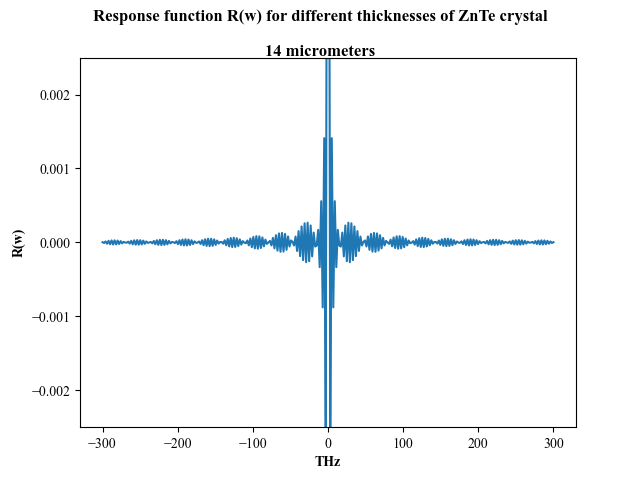 Response function R(w) for different thicknesses of ZnTe crystal
14 micrometers
0.002
0.001
0.000
−0.001
−0.002
R(w)
−300 −200 −100 0 100 200 300
THz